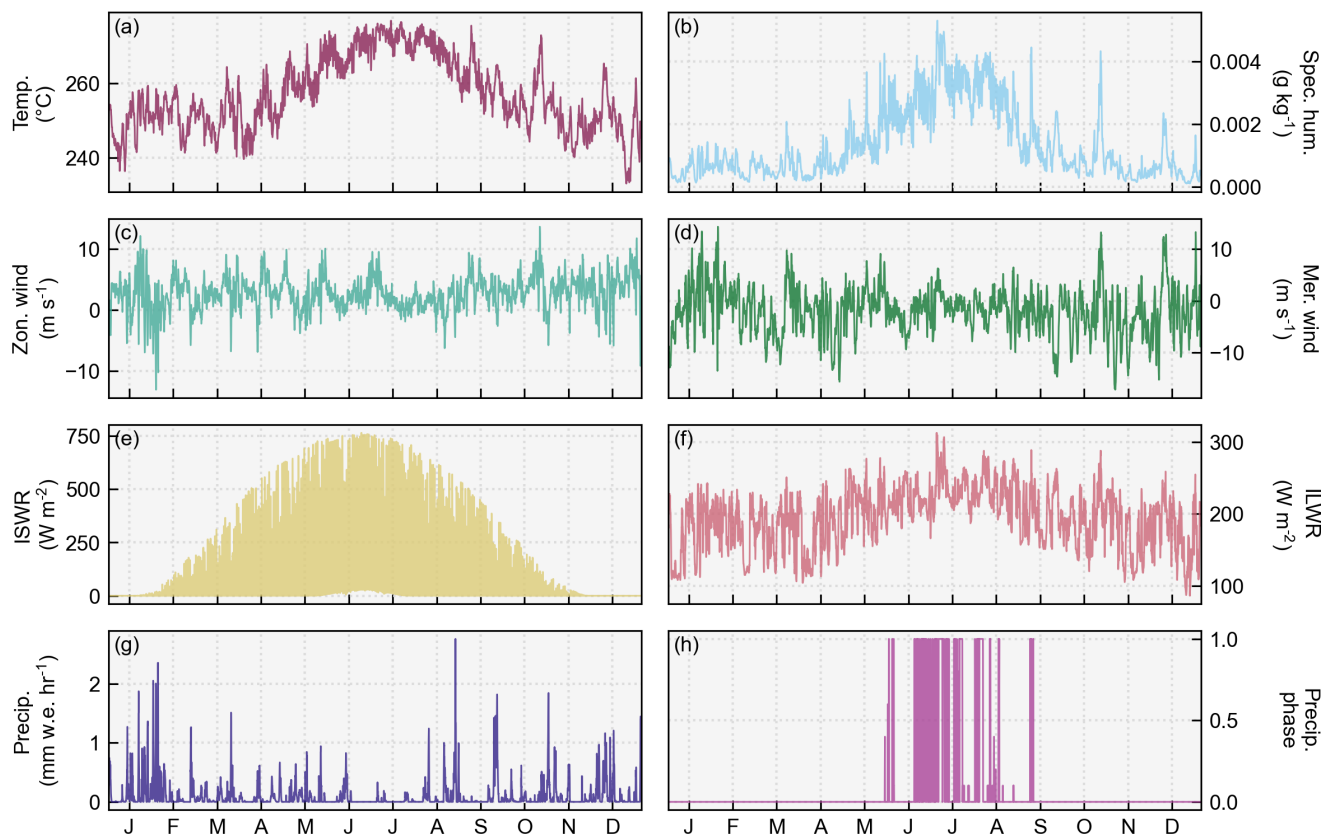 (a)
260
240
Temp.
(°C)
(b)
0.004
0.002
0.000
Spec. hum.
(g kg⁻¹)
(c)
10
0
−10
Zon. wind
(m s⁻¹)
(d)
10
0
−10
Mer. wind
(m s⁻¹)
(e)
750
500
250
0
ISWR
(W m⁻²)
(f)
300
200
100
ILWR
(W m⁻²)
(g)
2
1
0
Precip.
(mm w.e. hr⁻¹)
(h)
1.0
0.5
0.0
Precip.
phase
J F M A M J J A S O N D
J F M A M J J A S O N D